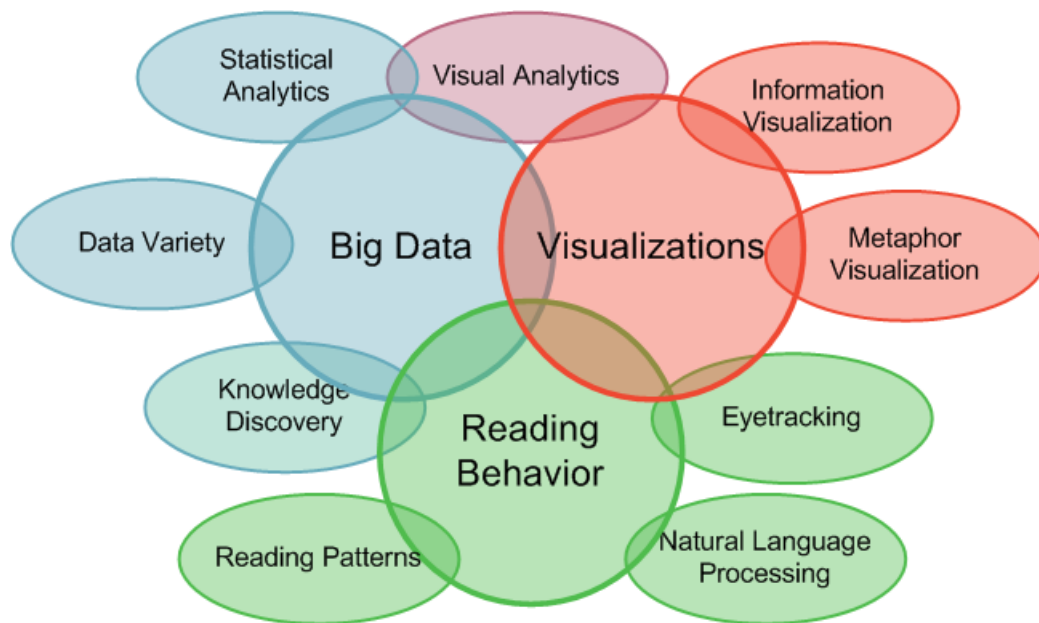 Statistical
Analytics
Visual Analytics
Information
Visualization
Data Variety
Big Data
Visualizations
Metaphor
Visualization
Knowledge
Discovery
Reading
Behavior
Eyetracking
Reading Patterns
Natural Language
Processing